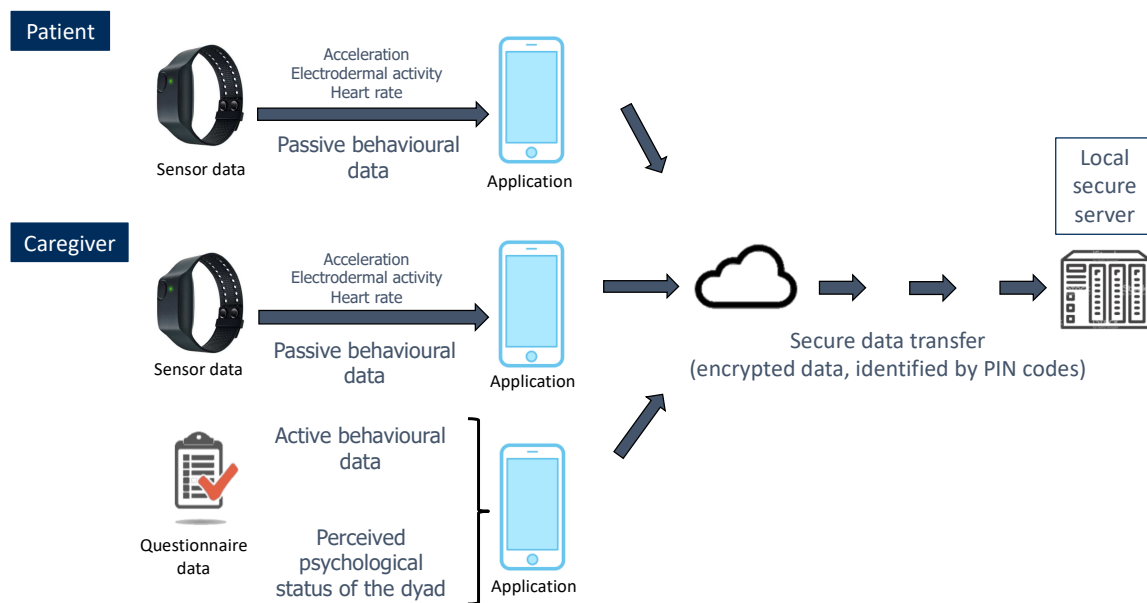 Patient
Acceleration
Electrodermal activity
Heart rate
Passive behavioural
data
Sensor data
Application
Local
secure
server
Caregiver
Acceleration
Electrodermal activity
Heart rate
Passive behavioural
data
Sensor data
Application
Secure data transfer
(encrypted data, identified by PIN codes)
Active behavioural
data
Perceived
psychological
status of the dyad
Questionnaire
data
Application